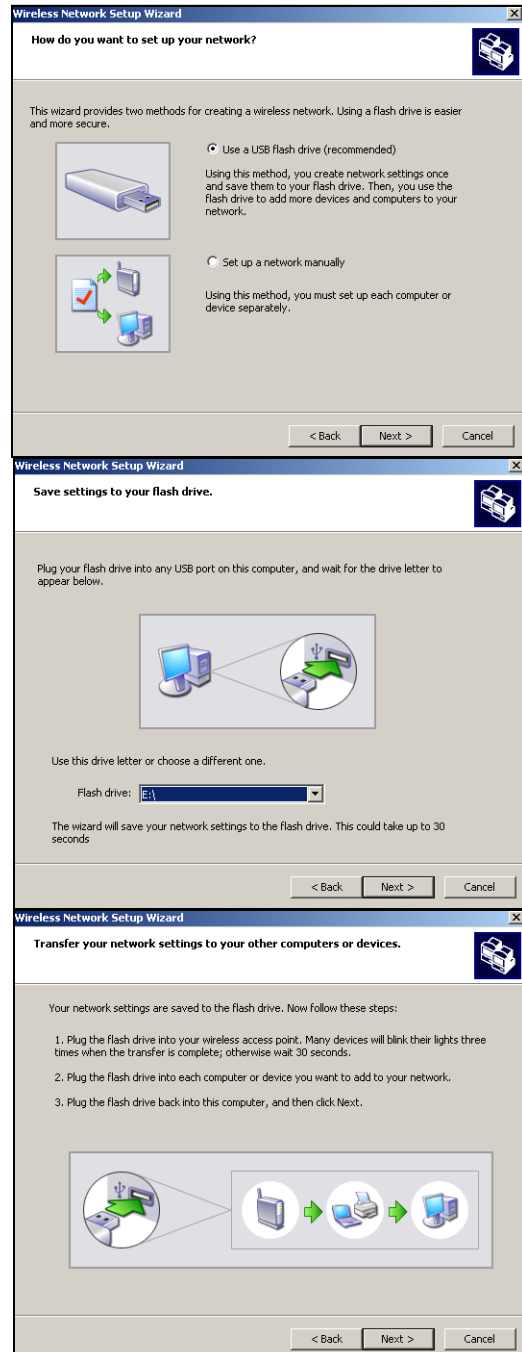 Wireless Network Setup Wizard
How do you want to set up your network?
This wizard provides two methods for creating a wireless network. Using a flash drive is easier
and more secure.
Use a USB flash drive (recommended)
Using this method, you create network settings once
and save them to your flash drive. Then, you use the
flash drive to add more devices and computers to your
network.
Set up a network manually
Using this method, you must set up each computer or
device separately.
< Back Next > Cancel
Wireless Network Setup Wizard
Save settings to your flash drive.
Plug your flash drive into any USB port on this computer, and wait for the drive letter to
appear below.
Use this drive letter or choose a different one.
Flash drive: E:\
The wizard will save your network settings to the flash drive. This could take up to 30
seconds
< Back Next > Cancel
Wireless Network Setup Wizard
Transfer your network settings to your other computers or devices.
Your network settings are saved to the flash drive. Now follow these steps:
1. Plug the flash drive into your wireless access point. Many devices will blink their lights three
times when the transfer is complete; otherwise wait 30 seconds.
2. Plug the flash drive into each computer or device you want to add to your network.
3. Plug the flash drive back into this computer, and then click Next.
< Back Next > Cancel